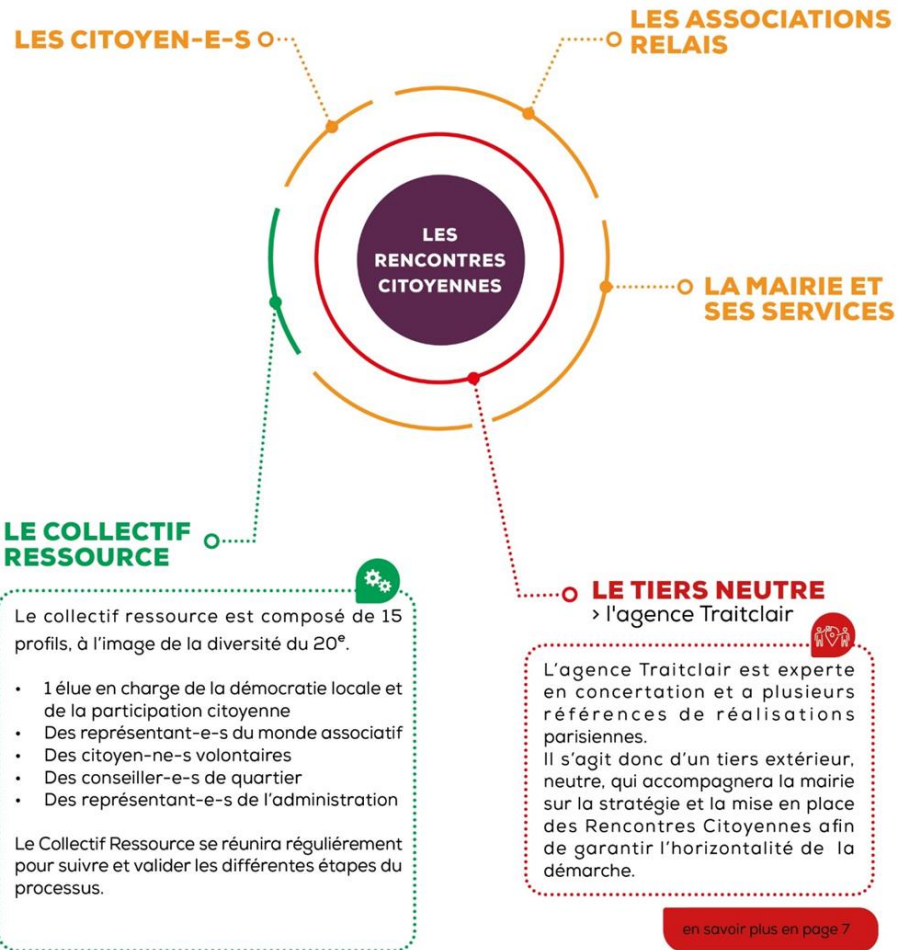 LES CITOYEN-E-S
LES ASSOCIATIONS
RELAIS
LES
RENCONTRES
CITOYENNES
LA MAIRIE ET
SES SERVICES
LE COLLECTIF
RESSOURCE
Le collectif ressource est composé de 15
profils, à l'image de la diversité du 20e.
• 1 élue en charge de la démocratie locale et
de la participation citoyenne
• Des représentant-e-s du monde associatif
• Des citoyen-ne-s volontaires
• Des conseiller-e-s de quartier
• Des représentant-e-s de l'administration
Le Collectif Ressource se réunira réguliérement
pour suivre et valider les différentes étapes du
processus.
LE TIERS NEUTRE
> l'agence Traitclair
L'agence Traitclair est experte
en concertation et a plusieurs
références de réalisations
parisiennes.
Il s'agit donc d'un tiers extérieur,
neutre, qui accompagnera la mairie
sur la stratégie et la mise en place
des Rencontres Citoyennes afin
de garantir l'horizontalité de la
démarche.
en savoir plus en page 7